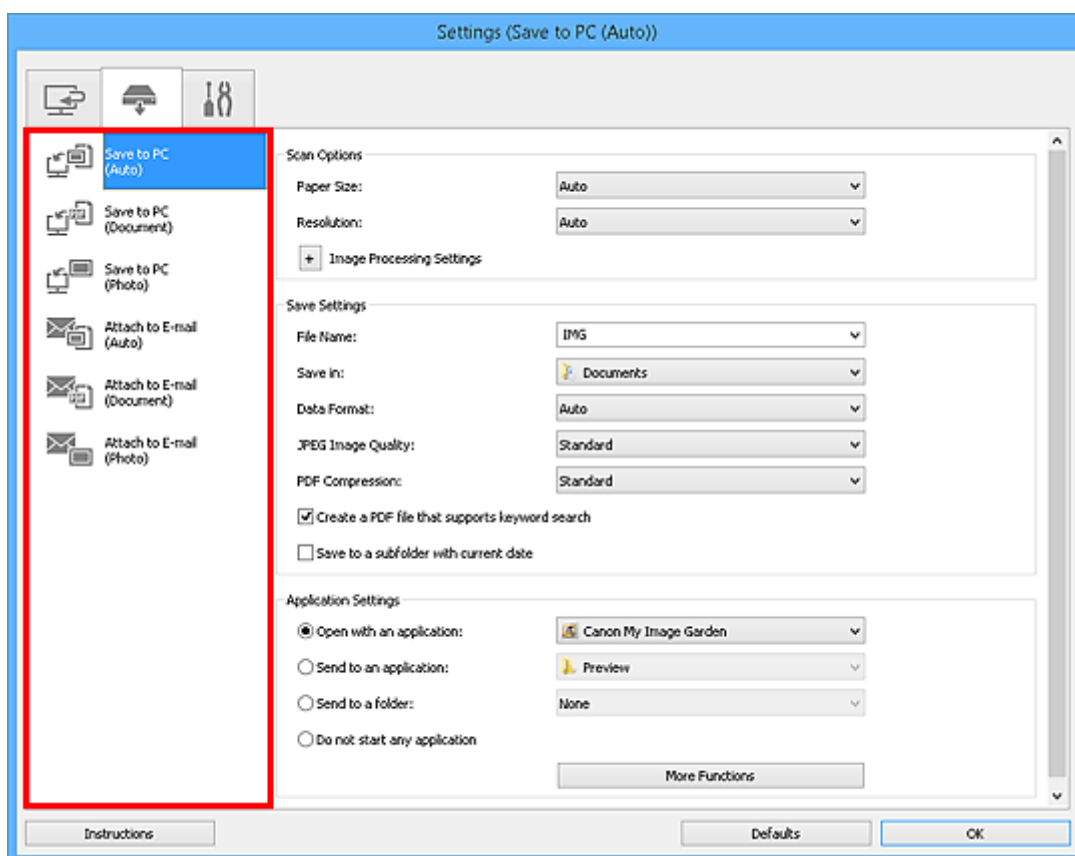 Settings (Save to PC (Auto))
Save to PC
(Auto)
Save to PC
(Document)
Save to PC
(Photo)
Attach to E-mail
(Auto)
Attach to E-mail
(Document)
Attach to E-mail
(Photo)
Scan Options
Paper Size: Auto
Resolution: Auto
+ Image Processing Settings
Save Settings
File Name: IMG
Save in: Documents
Data Format: Auto
JPEG Image Quality: Standard
PDF Compression: Standard
Create a PDF file that supports keyword search
Save to a subfolder with current date
Application Settings
Open with an application: Canon My Image Garden
Send to an application: Preview
Send to a folder: None
Do not start any application
More Functions
Instructions Defaults OK